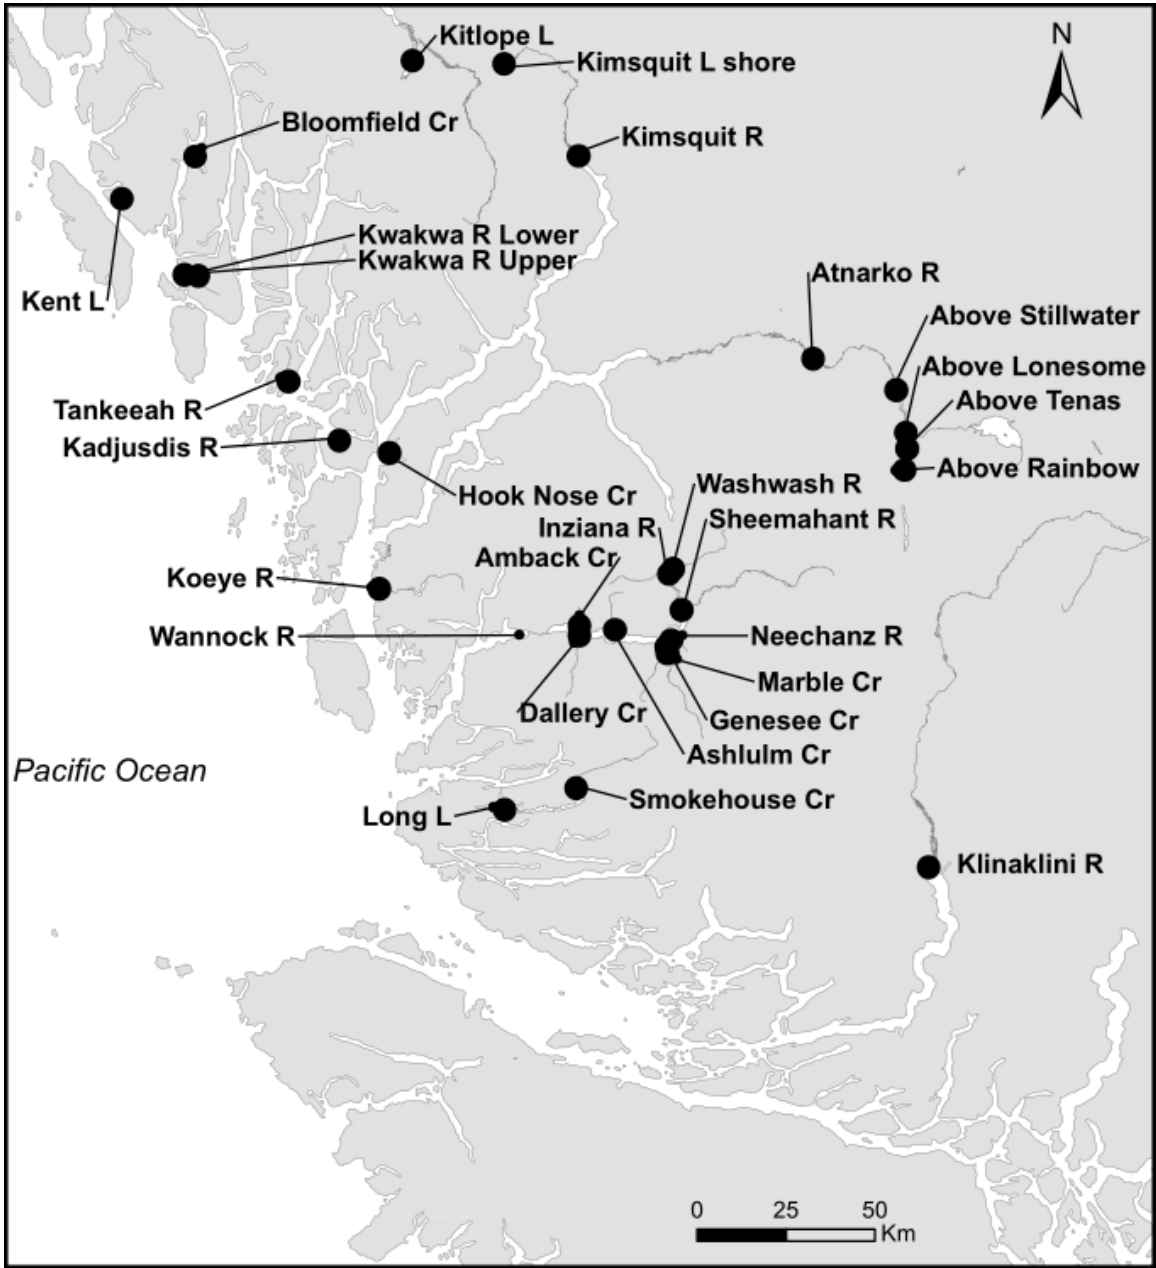 Kitlope L
N
Kimsquit L shore
Bloomfield Cr
Kimsquit R
Kwakwa R Lower
Kwakwa R Upper
Atnarko R
Kent L
Above Stillwater
Above Lonesome
Above Tenas
Tankeeah R
Kadjusdis R
Above Rainbow
Washwash R
Hook Nose Cr
Sheemahant R
Inziana R
Amback Cr
Koeye R
Wannock R
Neechanz R
Marble Cr
Dallery Cr
Genesee Cr
Ashlulm Cr
Pacific Ocean
Smokehouse Cr
Long L
Klinaklini R
0 25 50
Km